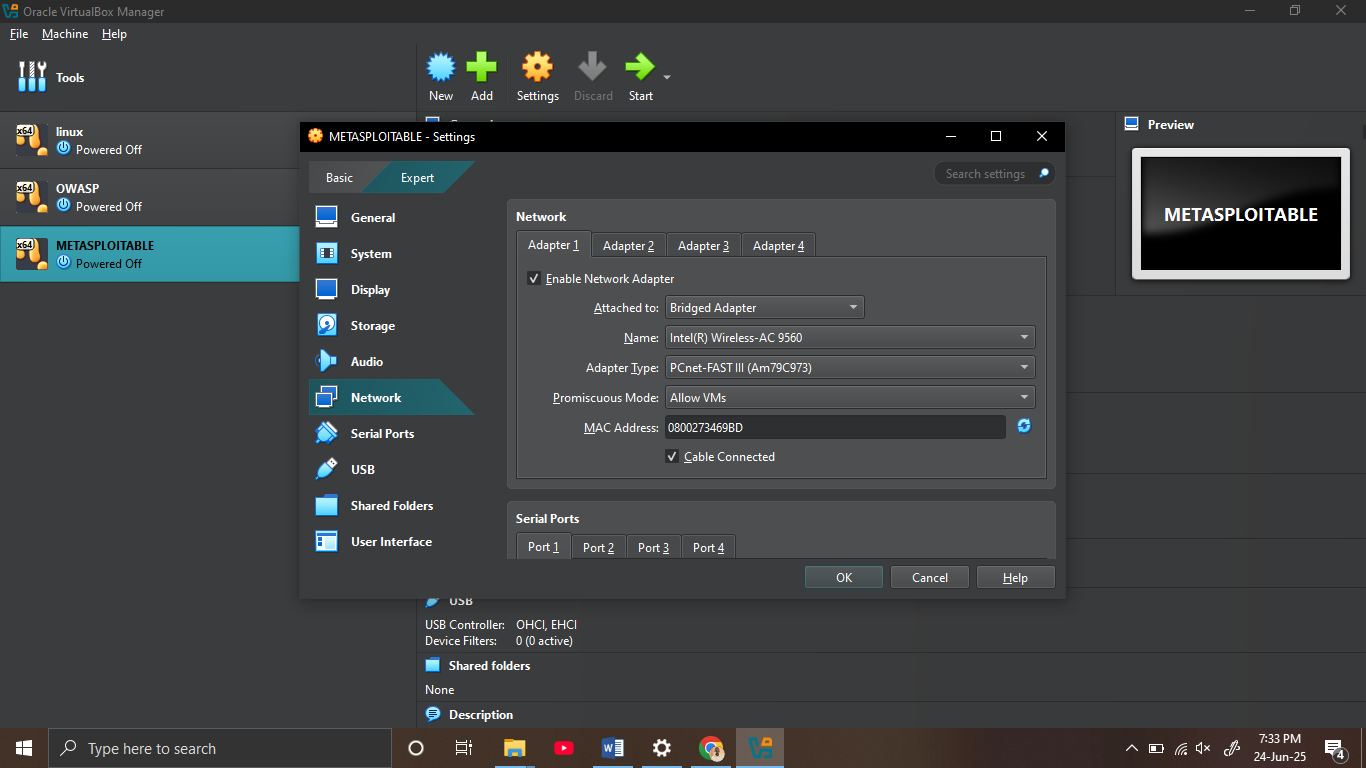 Oracle VirtualBox Manager
File Machine Help
Tools
New Add Settings Discard Start
linux
Powered Off
OWASP
Powered Off
METASPLOITABLE
Powered Off
Preview
METASPLOITABLE
METASPLOITABLE - Settings
Basic Expert
Search settings
General
System
Display
Storage
Audio
Network
Serial Ports
USB
Shared Folders
User Interface
Network
Adapter 1 Adapter 2 Adapter 3 Adapter 4
Enable Network Adapter
Attached to: Bridged Adapter
Name: Intel(R) Wireless-AC 9560
Adapter Type: PCnet-FAST III (Am79C973)
Promiscuous Mode: Allow VMs
MAC Address: 0800273469BD
Cable Connected
Serial Ports
Port 1 Port 2 Port 3 Port 4
OK Cancel Help
USB
USB Controller: OHCI, EHCI
Device Filters: 0 (0 active)
Shared folders
None
Description
Type here to search
7:33 PM
24-Jun-25
4